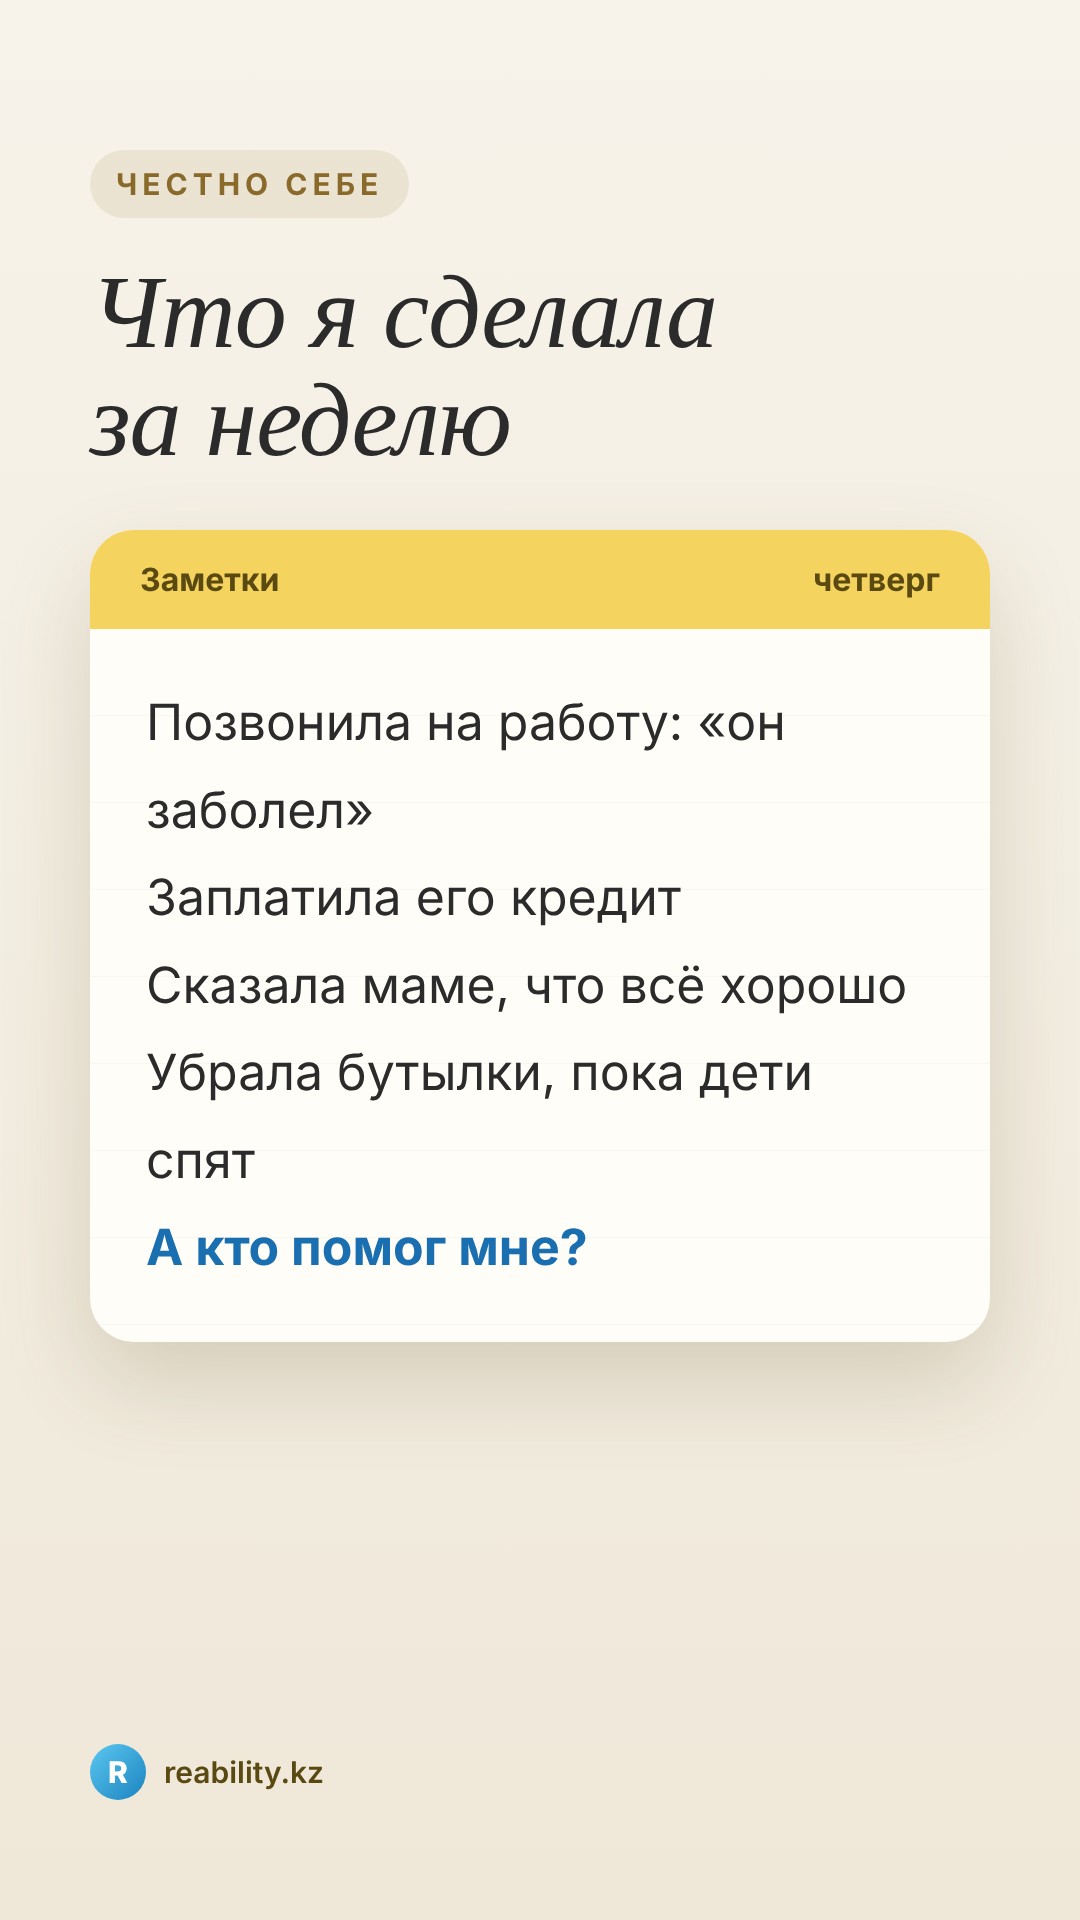 ЧЕСТНО СЕБЕ
Что я сделала
за неделю
Заметки
четверг
Позвонила на работу: «он
заболел»
Заплатила его кредит
Сказала маме, что всё хорошо
Убрала бутылки, пока дети
спят
А кто помог мне?
R
reability.kz